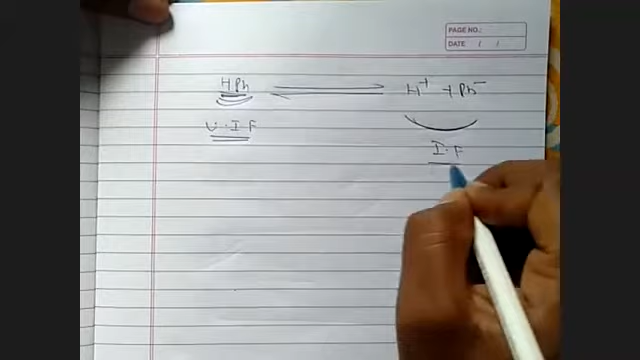 PAGE NO.:
DATE / /
HPh ⇌ H⁺ + Ph⁻
U.I.F I.F